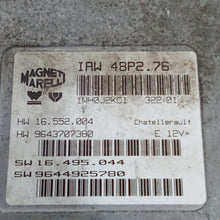 MAGNETI
MARELLI
IAW 48P2.76
1WH0J2KC1 322-01
HW 16.552.004 Chatellerault
HW 9643707380 E 12V=
SW 16.495.044
SW 9644925780